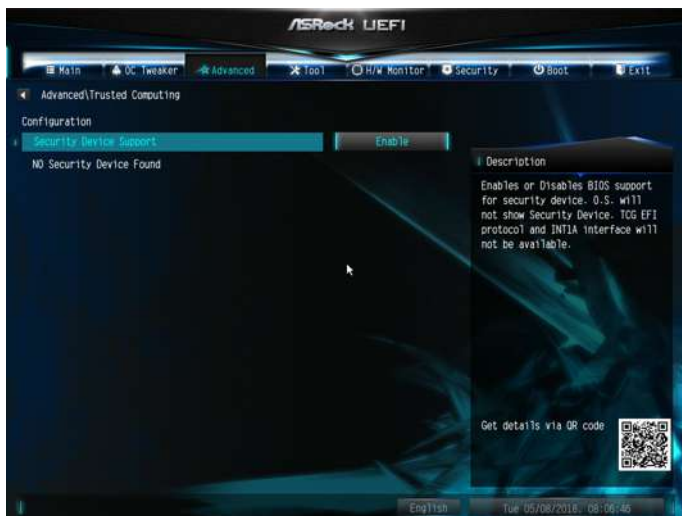 ASRock UEFI
Main OC Tweaker Advanced Tool H/W Monitor Security Boot Exit
Advanced\Trusted Computing
Configuration
Security Device Support Enable
NO Security Device Found
Description
Enables or Disables BIOS support
for security device. O.S. will
not show Security Device. TCG EFI
protocol and INT1A interface will
not be available.
Get details via QR code
English Tue 05/08/2018. 08:06:46